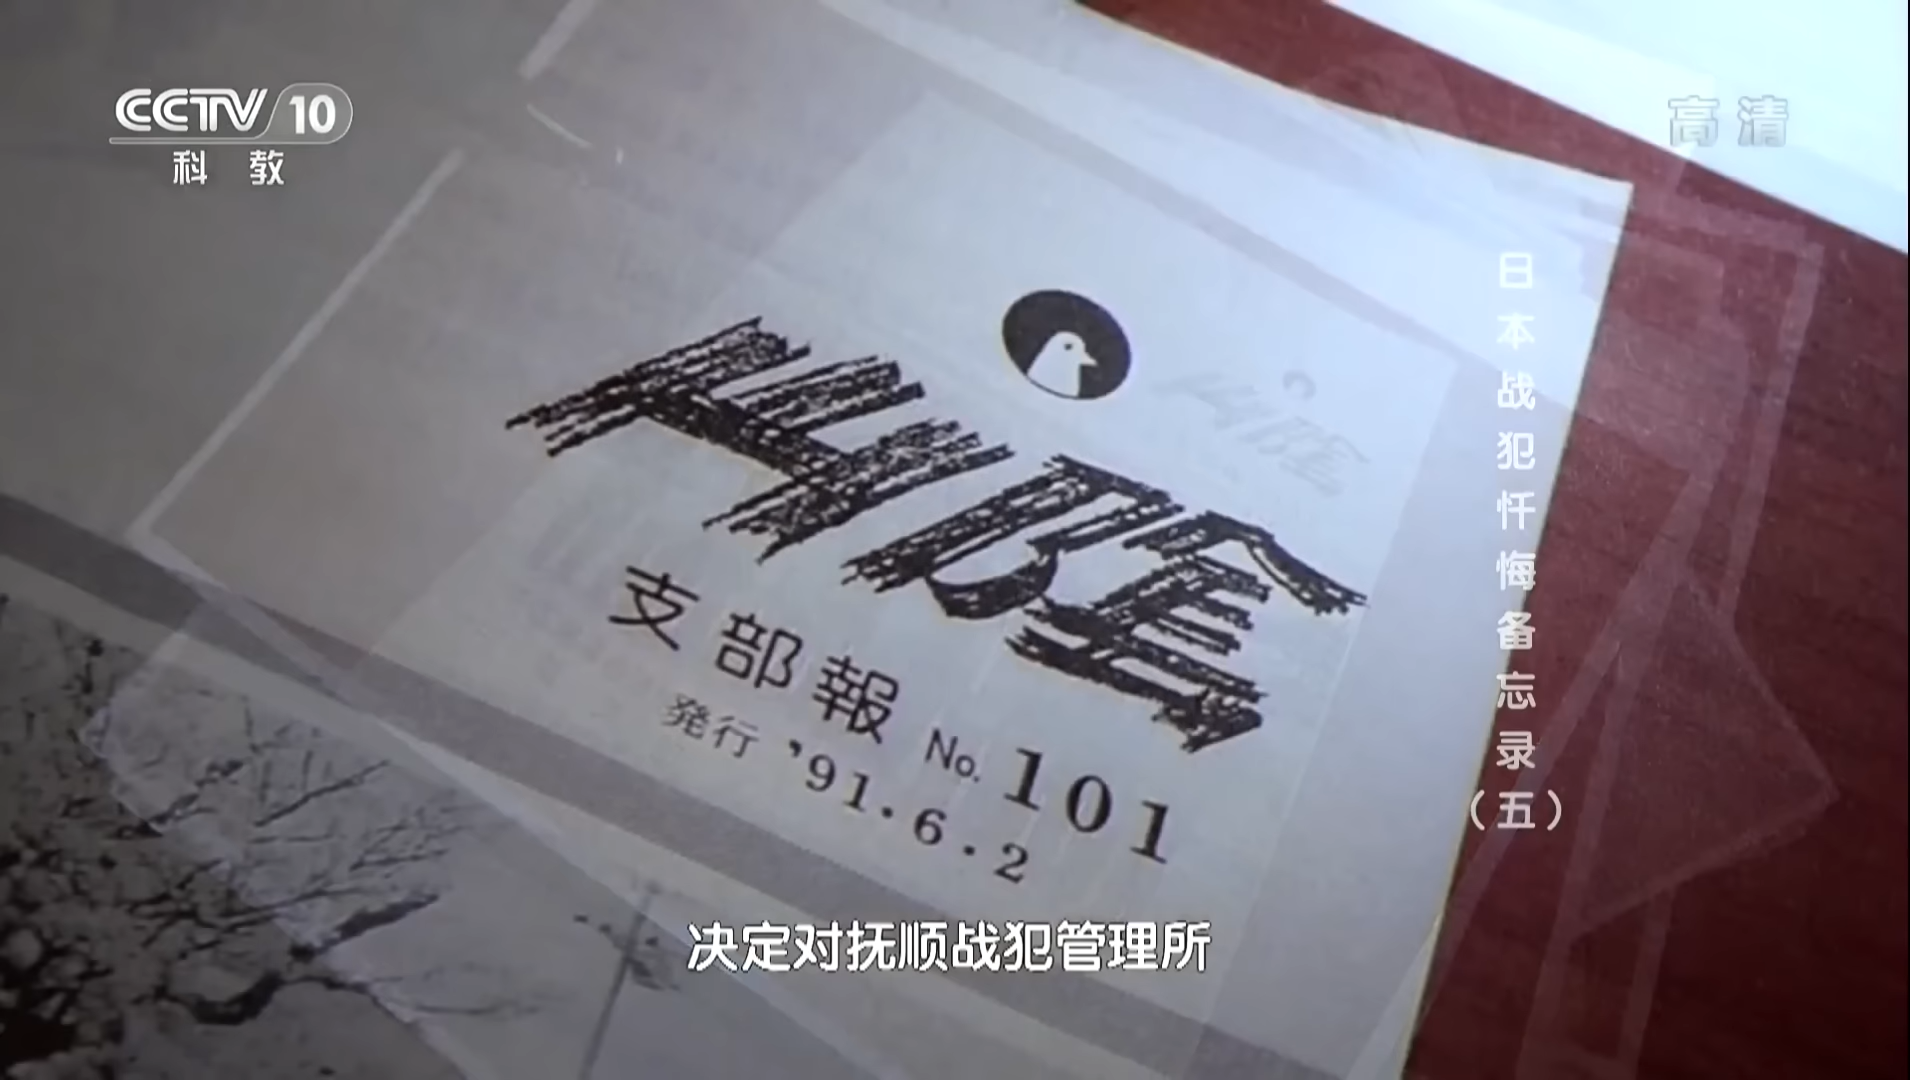 CCTV 10
科教
高清
日本战犯忏悔备忘录(五)
支部報 No.101
発行 '91.6.2
决定对抚顺战犯管理所